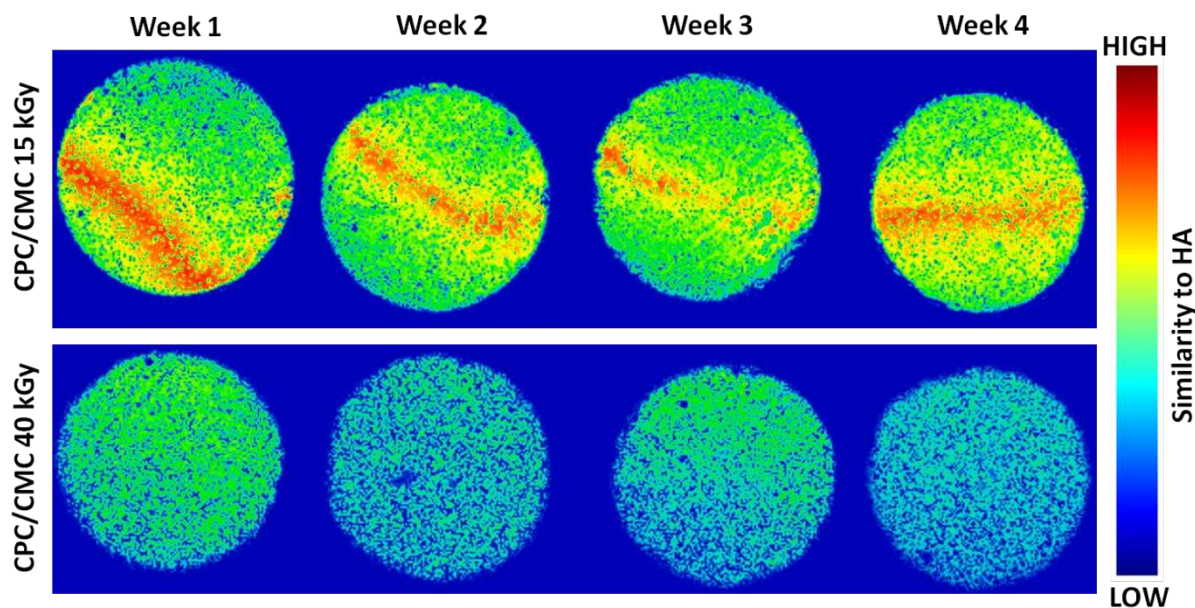 Week 1
Week 2
Week 3
Week 4
HIGH
CPC/CMC 15 kGy
CPC/CMC 40 kGy
Similarity to HA
LOW